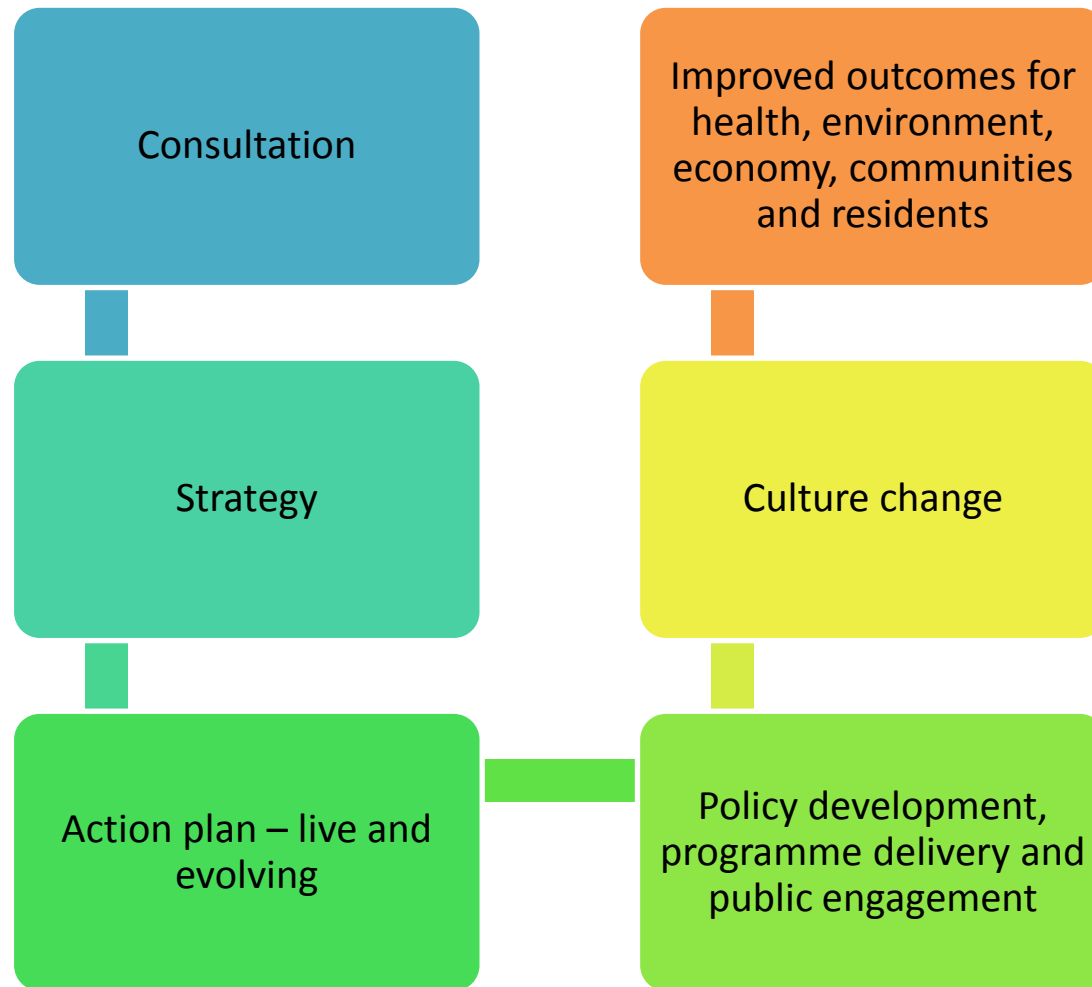 Consultation
Strategy
Action plan – live and
evolving
Policy development,
programme delivery and
public engagement
Culture change
Improved outcomes for
health, environment,
economy, communities
and residents